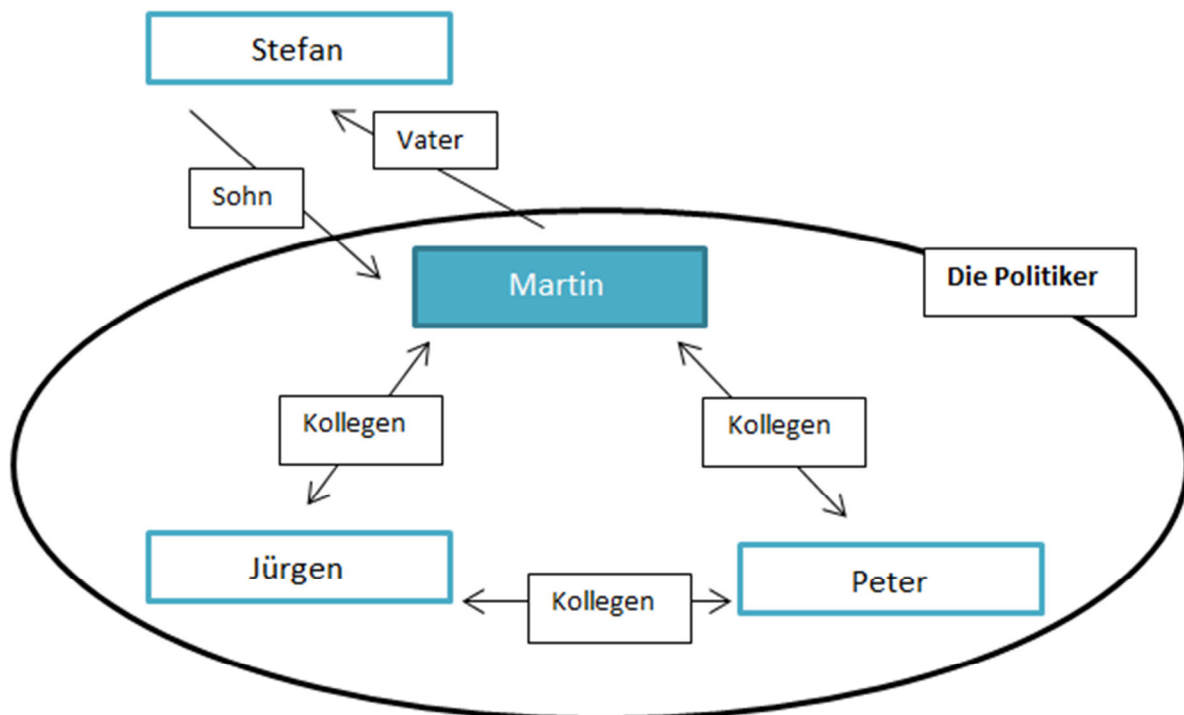 Stefan
Vater
Sohn
Martin
Die Politiker
Kollegen
Kollegen
Jürgen
Peter
Kollegen